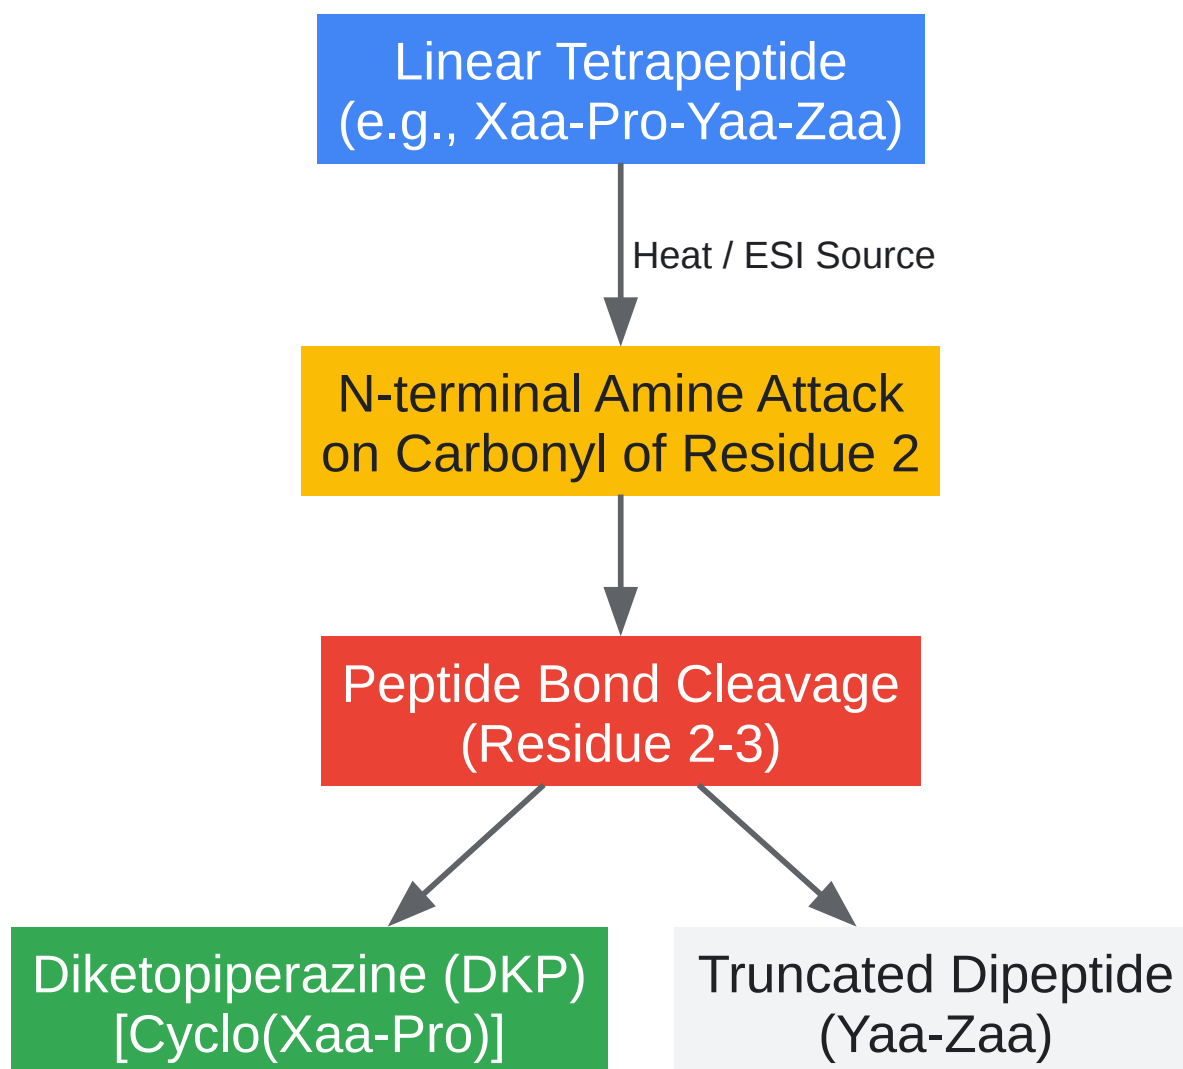 Linear Tetrapeptide
(e.g., Xaa-Pro-Yaa-Zaa)
Heat / ESI Source
N-terminal Amine Attack
on Carbonyl of Residue 2
Peptide Bond Cleavage
(Residue 2-3)
Diketopiperazine (DKP)
[Cyclo(Xaa-Pro)]
Truncated Dipeptide
(Yaa-Zaa)